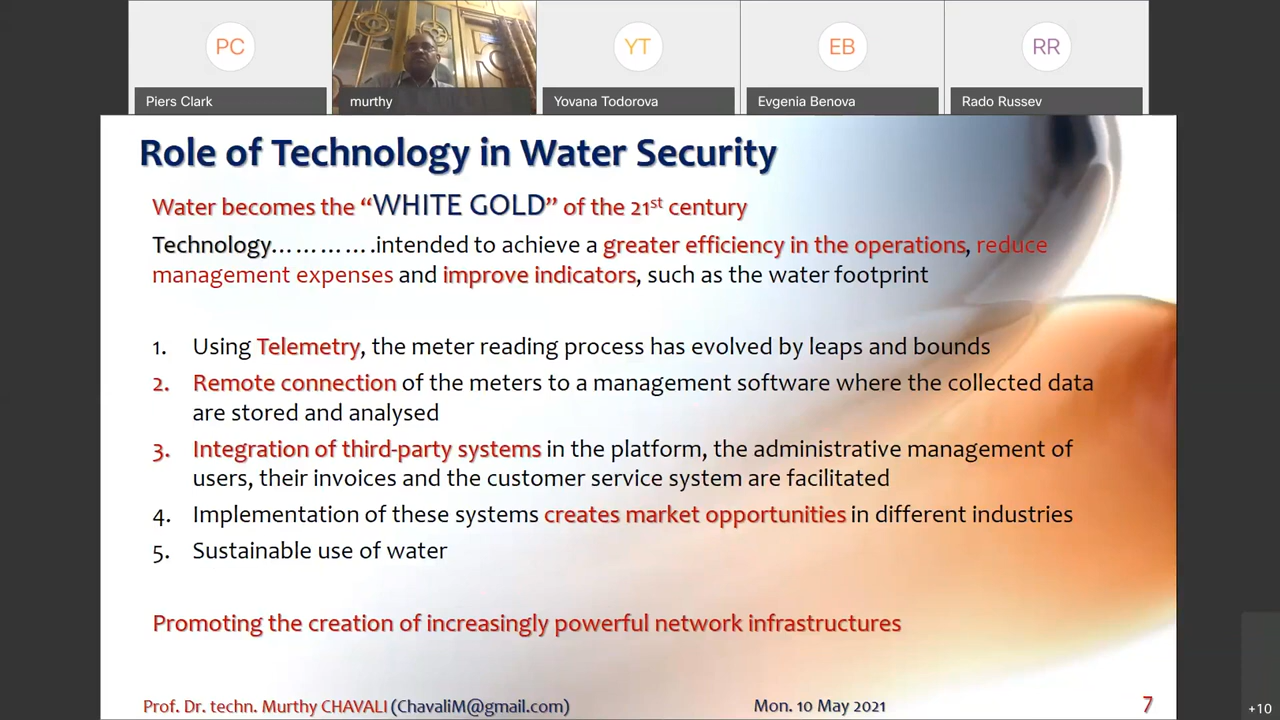 PC
YT
EB
RR
Piers Clark
murthy
Yovana Todorova
Evgenia Benova
Rado Russev
Role of Technology in Water Security
Water becomes the “WHITE GOLD” of the 21st century
Technology………….intended to achieve a greater efficiency in the operations, reduce
management expenses and improve indicators, such as the water footprint
1. Using Telemetry, the meter reading process has evolved by leaps and bounds
2. Remote connection of the meters to a management software where the collected data
are stored and analysed
3. Integration of third-party systems in the platform, the administrative management of
users, their invoices and the customer service system are facilitated
4. Implementation of these systems creates market opportunities in different industries
5. Sustainable use of water
Promoting the creation of increasingly powerful network infrastructures
Prof. Dr. techn. Murthy CHAVALI (ChavaliM@gmail.com)
Mon. 10 May 2021
7
+10